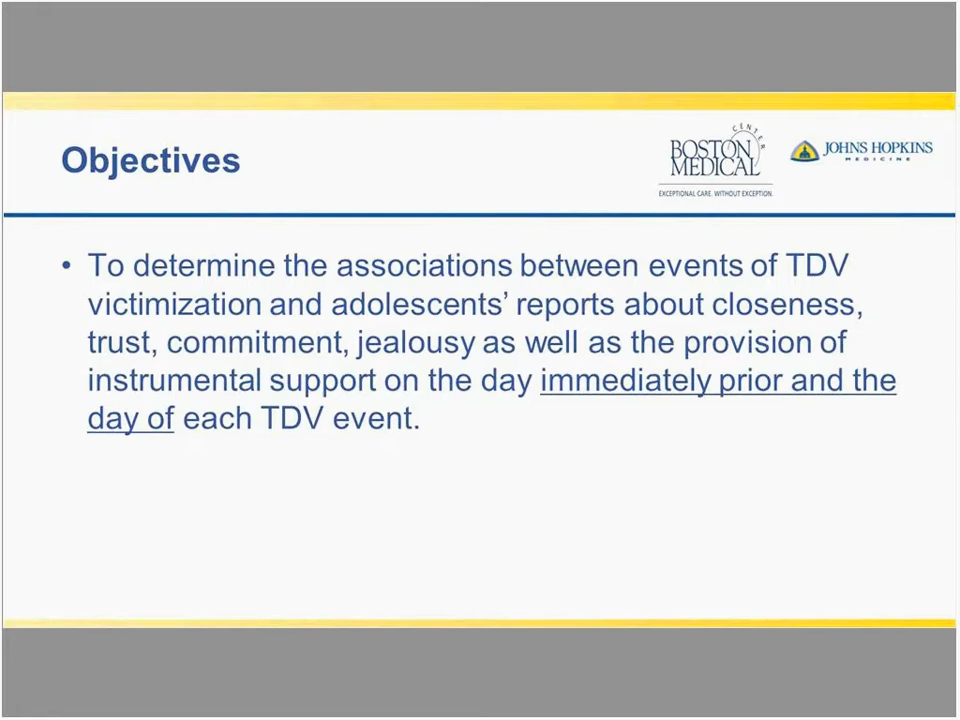 Objectives
BOSTON
MEDICAL
CENTER
EXCEPTIONAL CARE. WITHOUT EXCEPTION.
JOHNS HOPKINS
MEDICINE
• To determine the associations between events of TDV
victimization and adolescents’ reports about closeness,
trust, commitment, jealousy as well as the provision of
instrumental support on the day immediately prior and the
day of each TDV event.